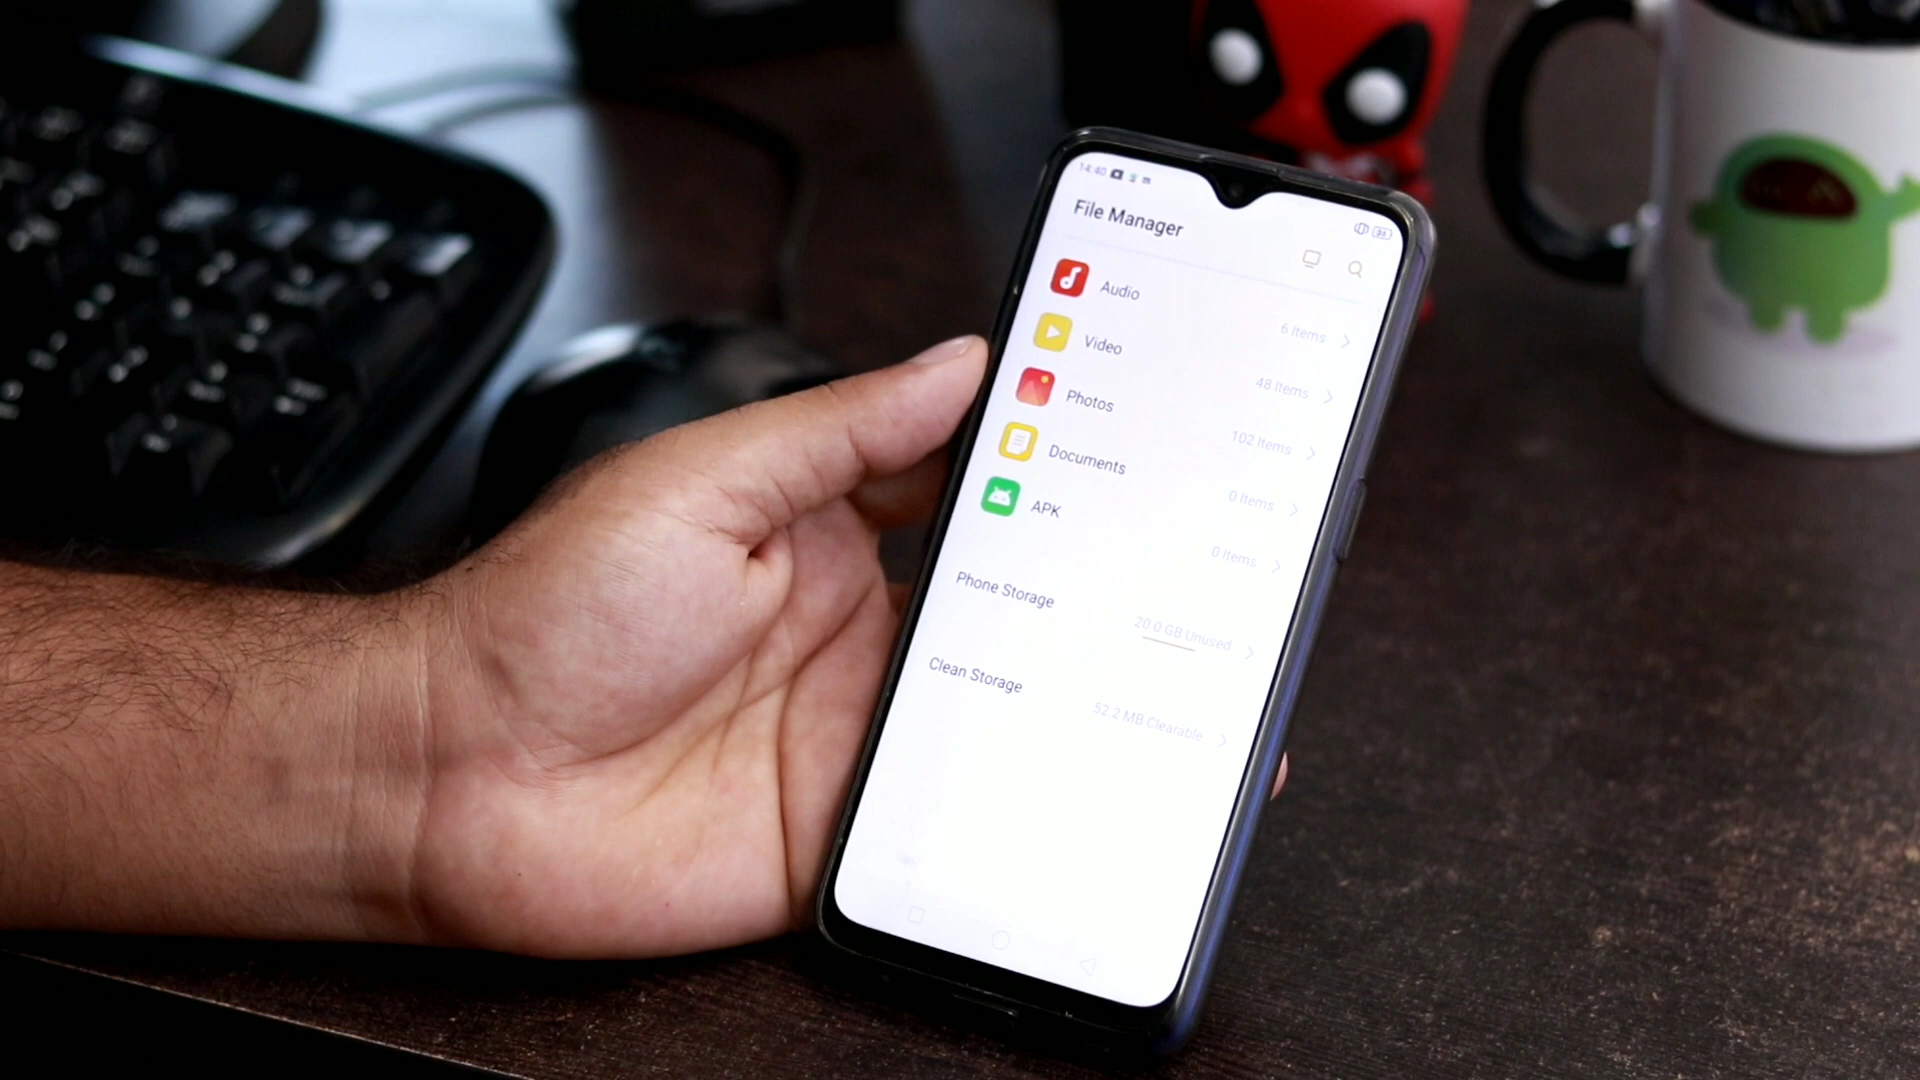 14:40
File Manager
Audio
6 Items
Video
48 Items
Photos
102 Items
Documents
0 Items
APK
0 Items
Phone Storage
20.0 GB Unused
Clean Storage
52.2 MB Clearable